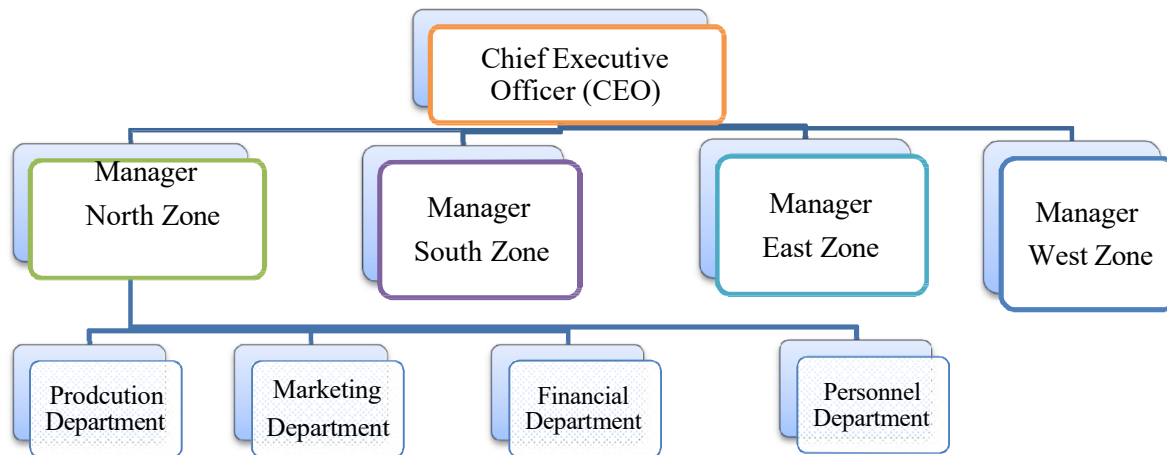 Chief Executive
Officer (CEO)
Manager
North Zone
Manager
South Zone
Manager
East Zone
Manager
West Zone
Prodcution
Department
Marketing
Department
Financial
Department
Personnel
Department